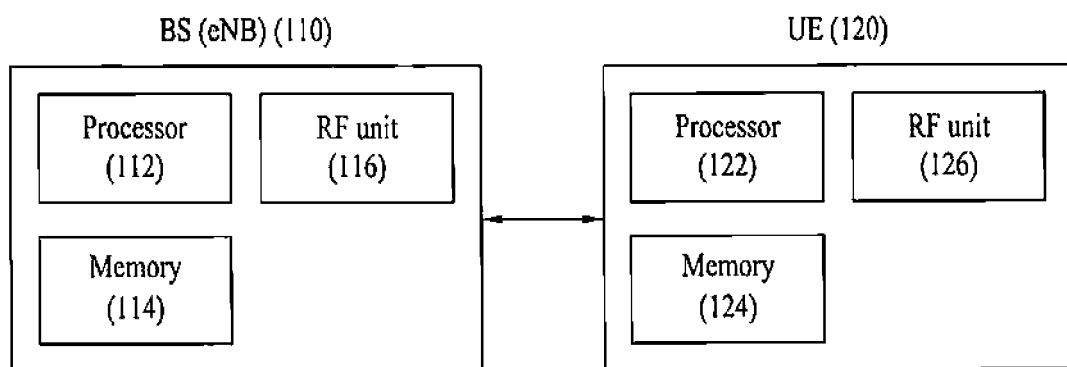 BS (eNB) (110)
UE (120)
Processor
(112)
RF unit
(116)
Processor
(122)
RF unit
(126)
Memory
(114)
Memory
(124)